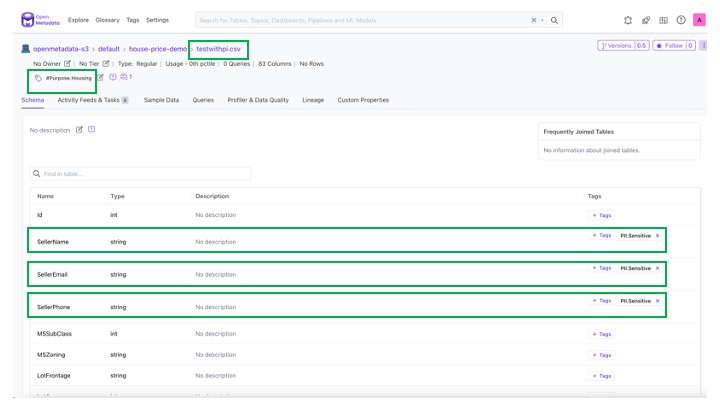 Open Metadata Explore Glossary Tags Settings Search for Tables, Topics, Dashboards, Pipelines and ML Models ⌘ A
openmetadata-s3 > default > house-price-demo > testwithpi.csv Versions 0.5 Follow 0
No Owner | No Tier | Type: Regular | Usage - 0th pctile | 0 Queries | 83 Columns | No Rows
#Purpose.Housing 1
Schema Activity Feeds & Tasks 4 Sample Data Queries Profiler & Data Quality Lineage Custom Properties
No description
Frequently Joined Tables
No information about joined tables.
Find in table...
Name Type Description Tags
Id int No description + Tags
SellerName string No description + Tags PII.Sensitive ×
SellerEmail string No description + Tags PII.Sensitive ×
SellerPhone string No description + Tags PII.Sensitive ×
MSSubClass int No description + Tags
MSZoning string No description + Tags
LotFrontage string No description + Tags